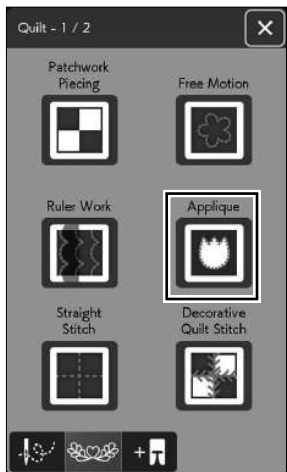 Quilt - 1 / 2
Patchwork
Piecing
Free Motion
Ruler Work
Applique
Straight
Stitch
Decorative
Quilt Stitch